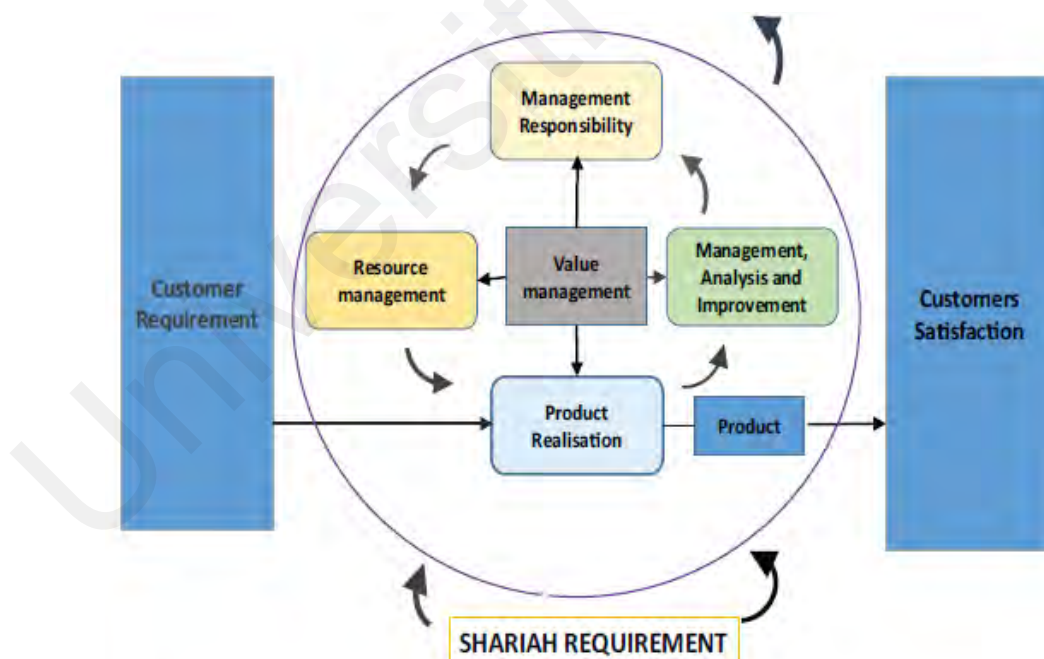 Management
Responsibility
Customer
Requirement
Resource
management
Value
management
Management,
Analysis and
Improvement
Customers
Satisfaction
Product
Realisation
Product
SHARIAH REQUIREMENT
Universiti